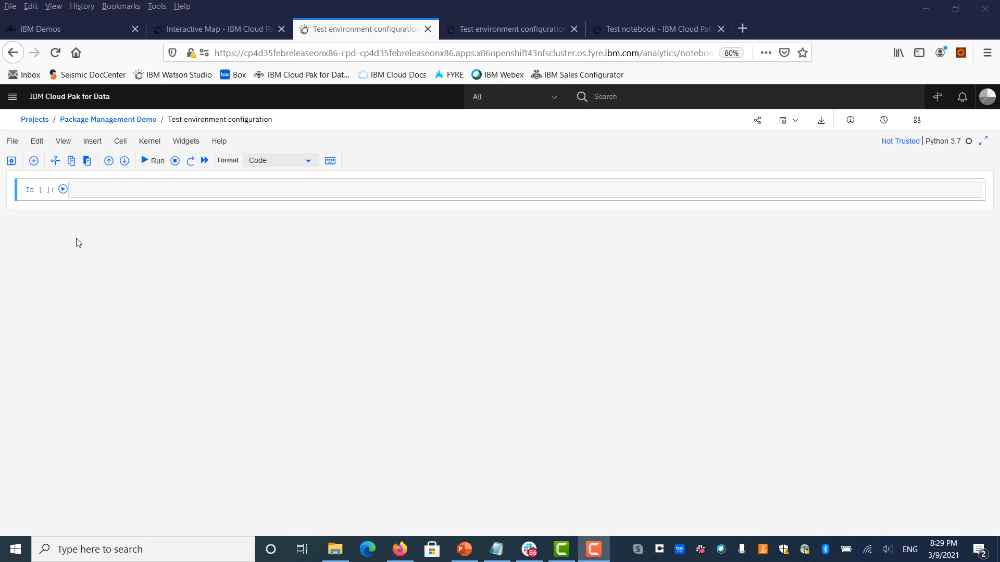 File Edit View History Bookmarks Tools Help
IBM Demos Interactive Map - IBM Cloud Pa Test environment configuration Test environment configuration Test notebook - IBM Cloud Pak
https://cp4d35febreleaseonx86-cpd-cp4d35febreleaseonx86.apps.x86openshift43nfscluster.os.fyre.ibm.com/analytics/noteboo 80%
Inbox Seismic DocCenter IBM Watson Studio box Box IBM Cloud Pak for Dat... IBM Cloud Docs FYRE IBM Webex IBM Sales Configurator
IBM Cloud Pak for Data All Search
Projects / Package Management Demo / Test environment configuration
File Edit View Insert Cell Kernel Widgets Help Not Trusted | Python 3.7
Run Format Code
In [ ]:
Type here to search 86 ENG 8:29 PM
3/9/2021 2